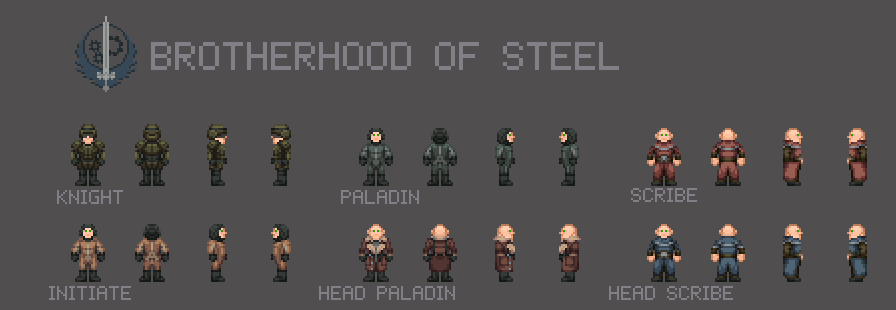 BROTHERHOOD OF STEEL
KNIGHT
PALADIN
SCRIBE
INITIATE
HEAD PALADIN
HEAD SCRIBE